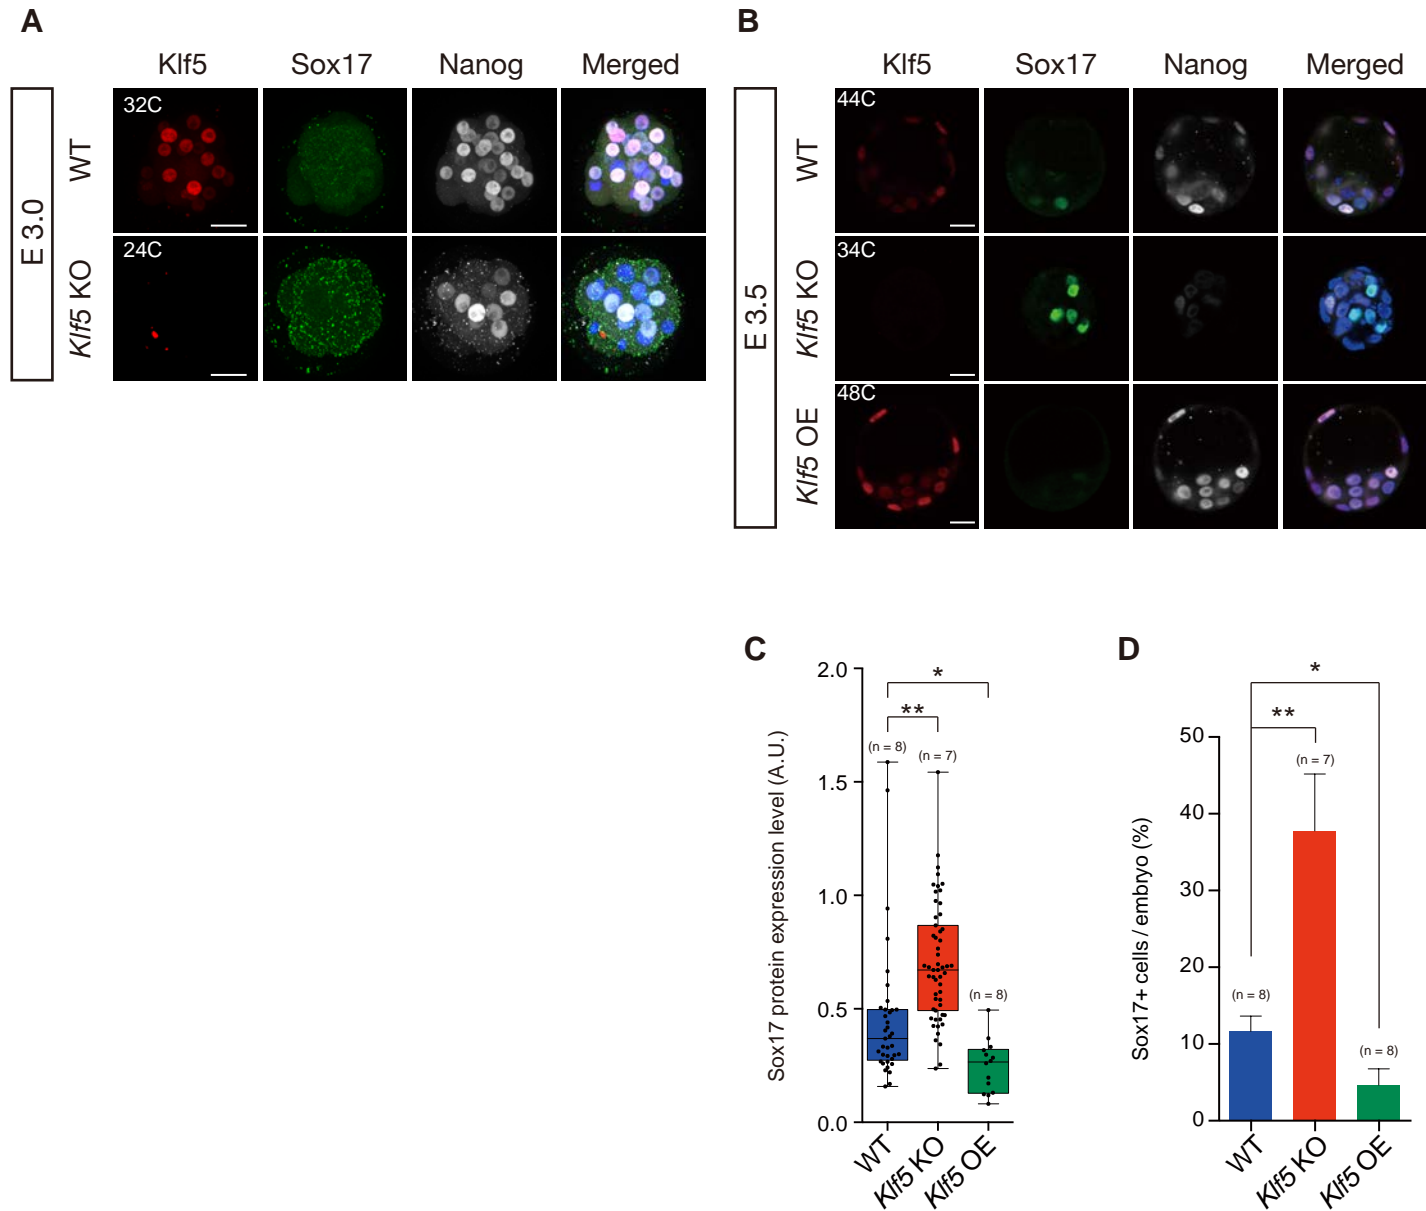 A
Klf5 Sox17 Nanog Merged
E 3.0
WT
32C
Klf5 KO
24C
B
Klf5 Sox17 Nanog Merged
E 3.5
WT
44C
Klf5 KO
34C
Klf5 OE
48C
C
Sox17 protein expression level (A.U.)
2.0
1.5
1.0
0.5
0.0
*
**
(n = 8)
(n = 7)
(n = 8)
WT
Klf5 KO
Klf5 OE
D
Sox17+ cells / embryo (%)
50
40
30
20
10
0
*
**
(n = 7)
(n = 8)
(n = 8)
WT
Klf5 KO
Klf5 OE